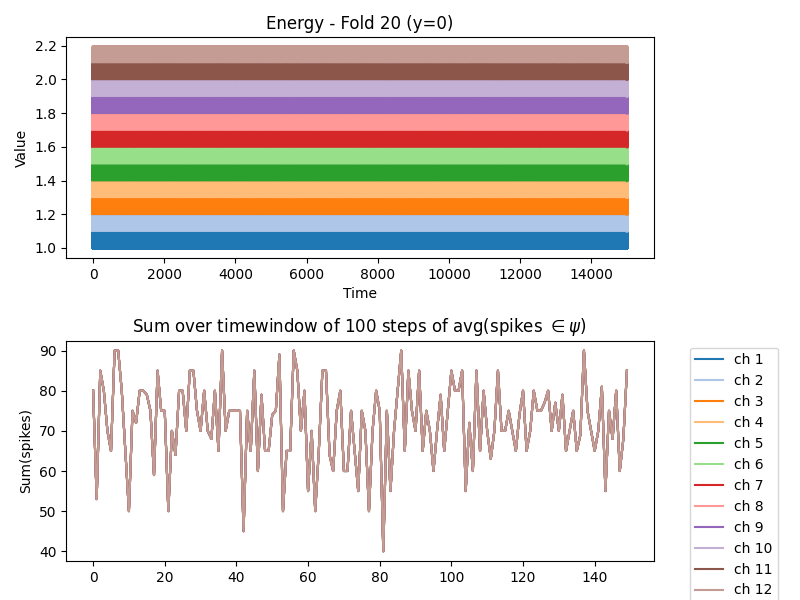 Energy - Fold 20 (y=0)
2.2
2.0
1.8
1.6
1.4
1.2
1.0
Value
0 2000 4000 6000 8000 10000 12000 14000
Time
Sum over timewindow of 100 steps of avg(spikes ∈ ψ)
90
80
70
60
50
40
Sum(spikes)
0 20 40 60 80 100 120 140
ch 1
ch 2
ch 3
ch 4
ch 5
ch 6
ch 7
ch 8
ch 9
ch 10
ch 11
ch 12